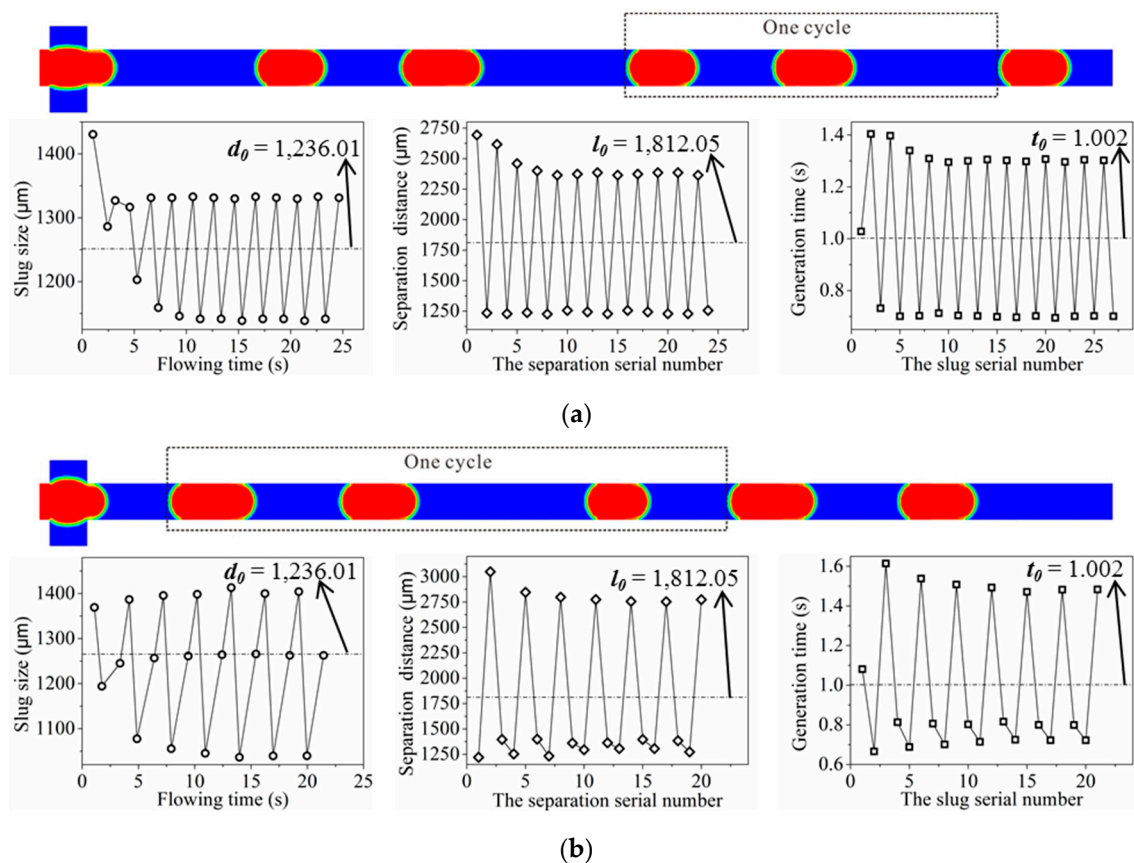 One cycle
d₀ = 1,236.01
l₀ = 1,812.05
t₀ = 1.002
1400
1300
1200
1100
Slug size (μm)
0 5 10 15 20 25
Flowing time (s)
2750
2500
2250
2000
1750
1500
1250
Separation distance (μm)
0 5 10 15 20 25
The separation serial number
1.4
1.2
1.0
0.8
Generation time (s)
0 5 10 15 20 25
The slug serial number
(a)
One cycle
d₀ = 1,236.01
l₀ = 1,812.05
t₀ = 1.002
1400
1300
1200
1100
Slug size (μm)
0 5 10 15 20 25
Flowing time (s)
3000
2750
2500
2250
2000
1750
1500
1250
Separation distance (μm)
0 5 10 15 20
The separation serial number
1.6
1.4
1.2
1.0
0.8
0.6
Generation time (s)
0 5 10 15 20
The slug serial number
(b)